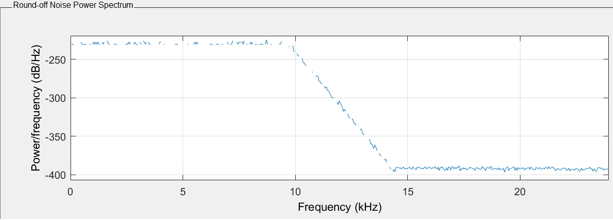 Round-off Noise Power Spectrum
Power/frequency (dB/Hz)
-250
-300
-350
-400
0 5 10 15 20
Frequency (kHz)